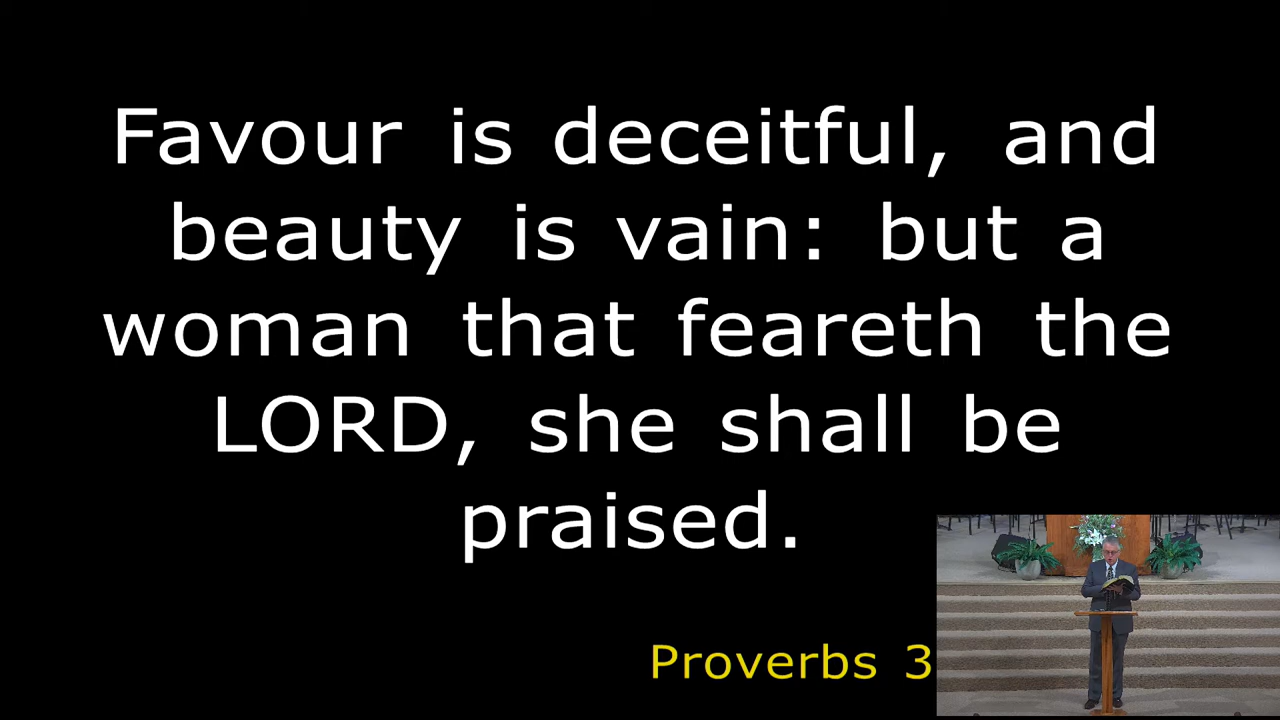 Favour is deceitful, and
beauty is vain: but a
woman that feareth the
LORD, she shall be
praised.
Proverbs 3